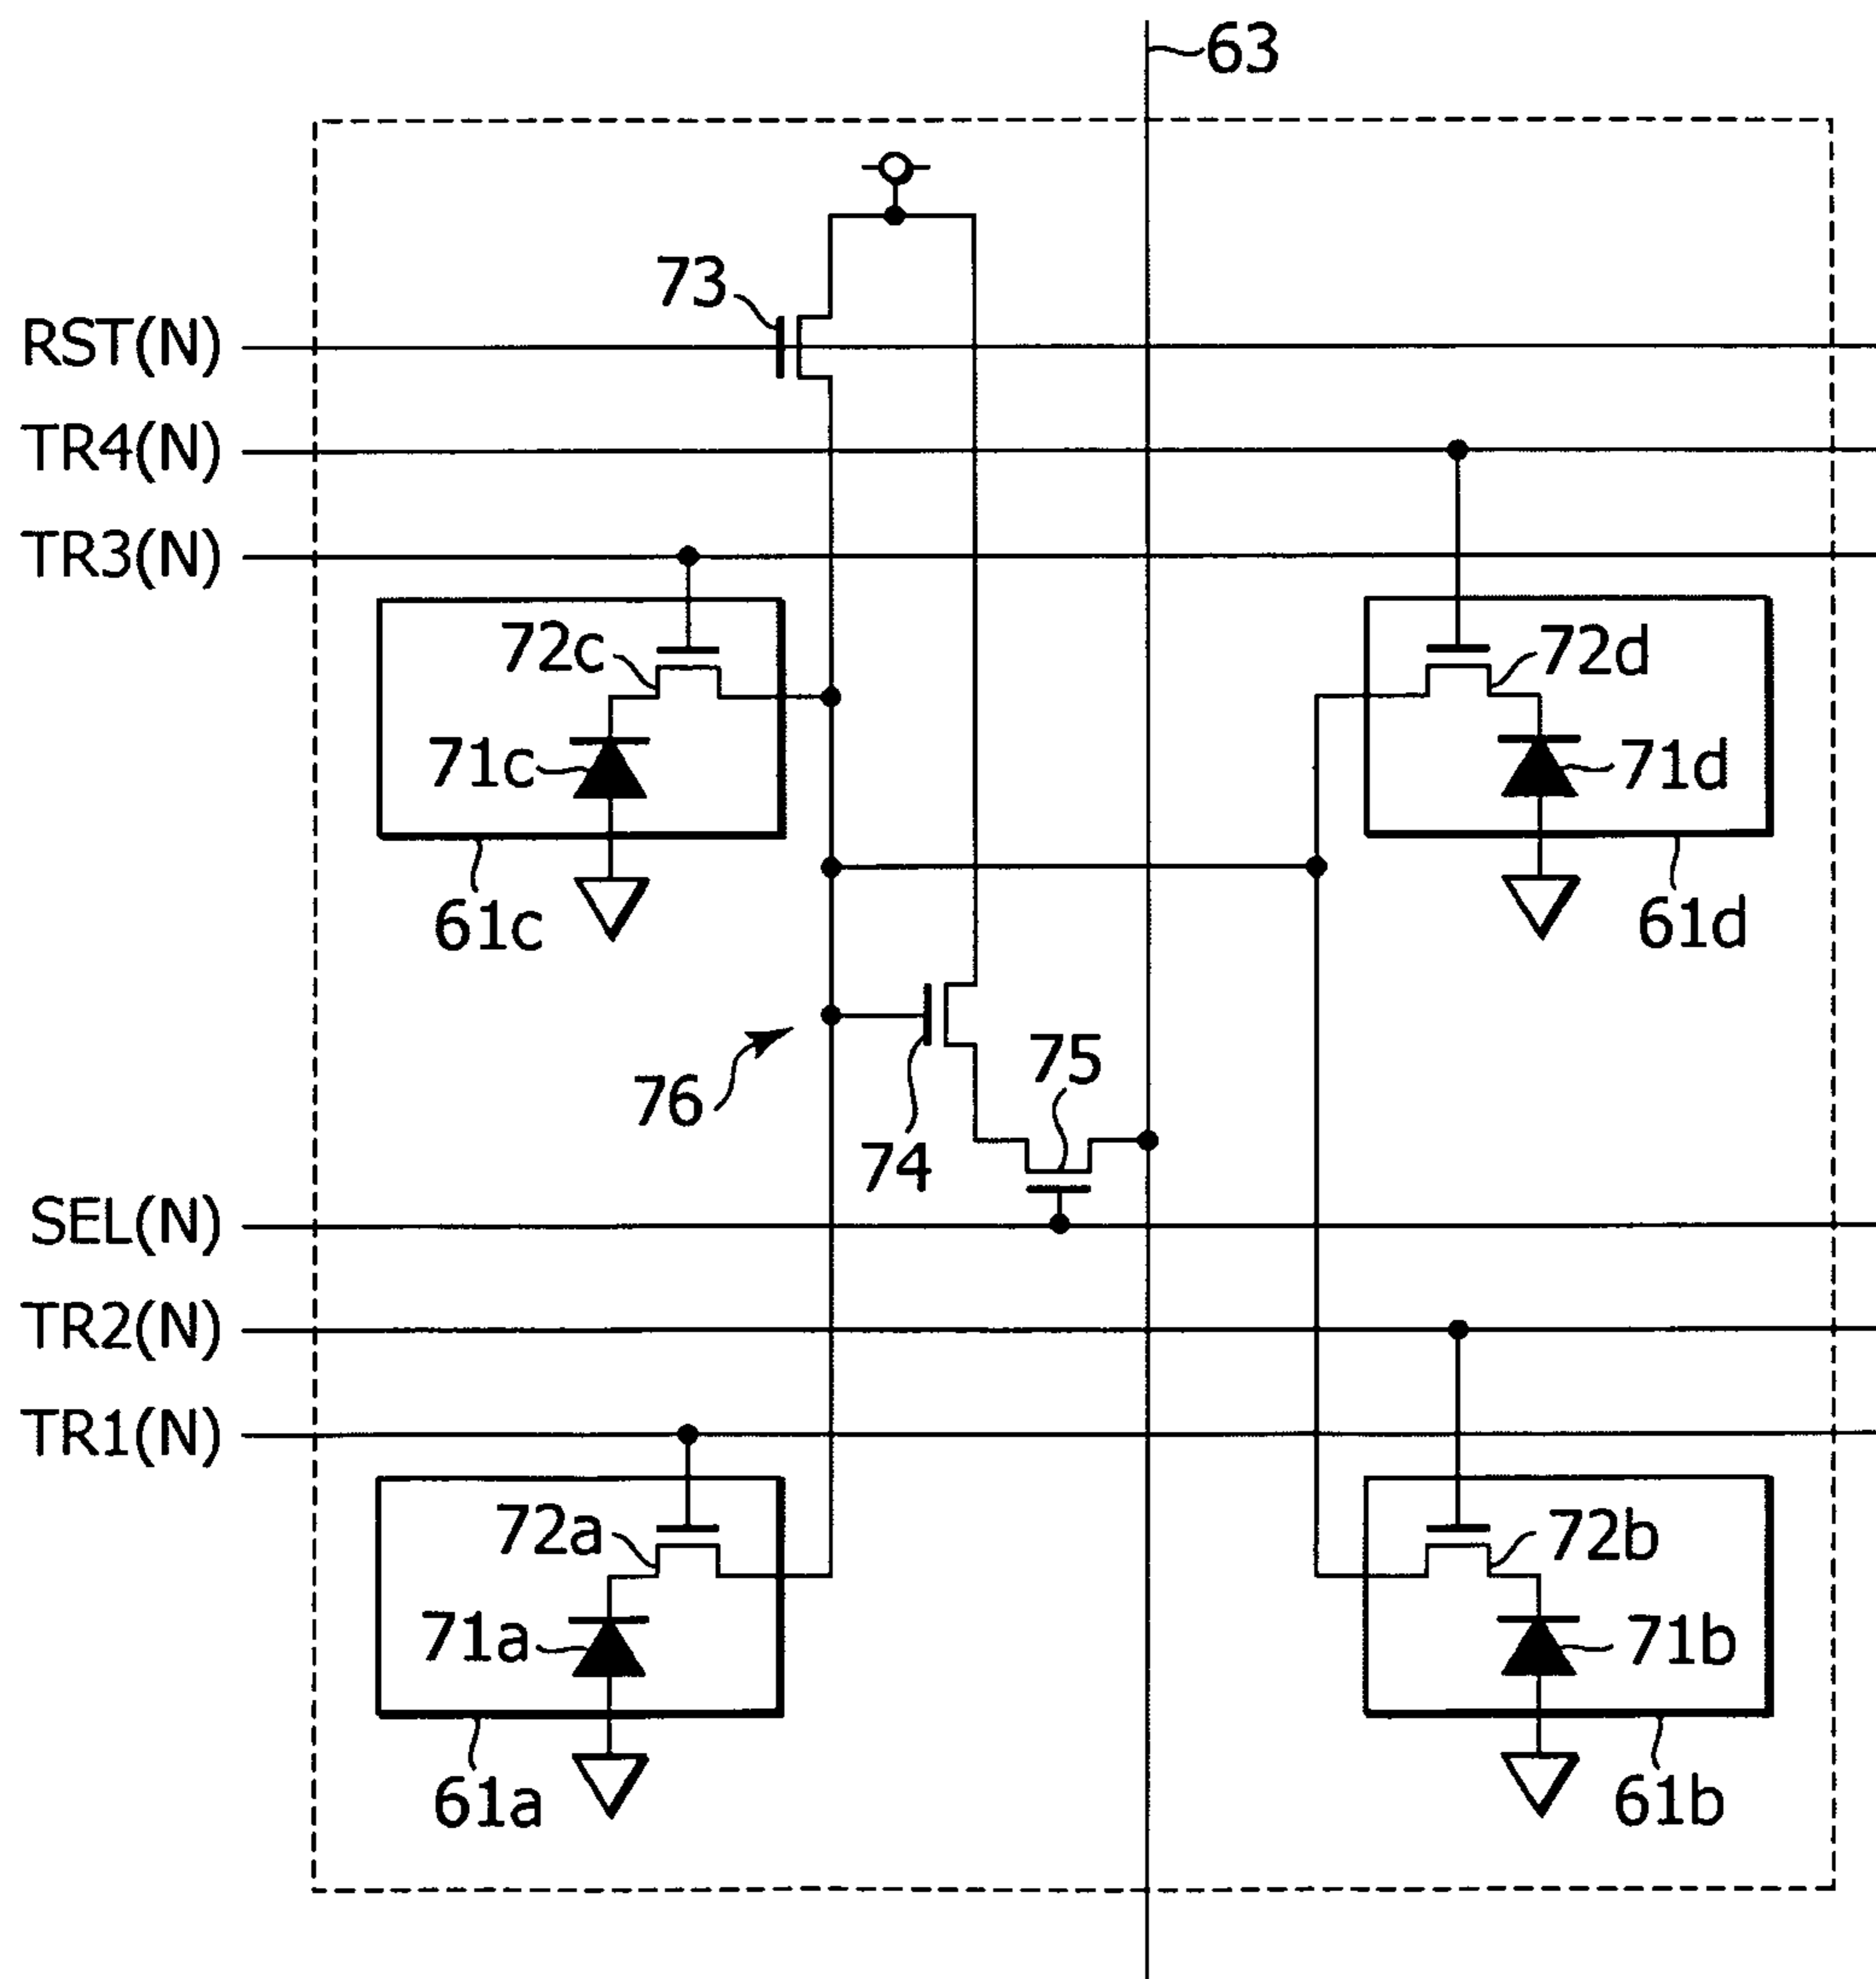 63
73
RST(N)
TR4(N)
TR3(N)
72c
72d
71c
71d
61c
61d
75
76
74
SEL(N)
TR2(N)
TR1(N)
72a
72b
71a
71b
61a
61b